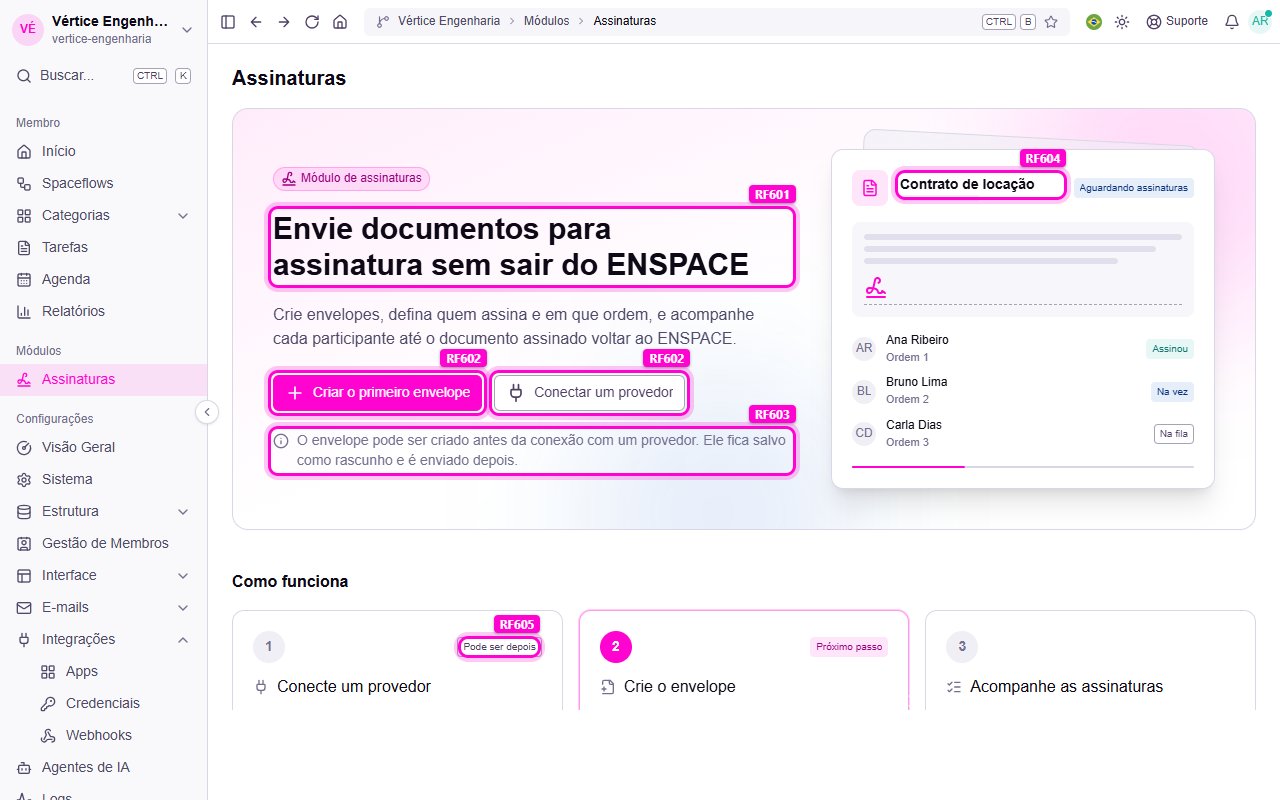 VÉ
Vértice Engenh...
vertice-engenharia
Buscar...
CTRL
K
Membro
Início
Spaceflows
Categorias
Tarefas
Agenda
Relatórios
Módulos
Assinaturas
Configurações
Visão Geral
Sistema
Estrutura
Gestão de Membros
Interface
E-mails
Integrações
Apps
Credenciais
Webhooks
Agentes de IA
Logs
Vértice Engenharia
Módulos
Assinaturas
CTRL
B
Suporte
AR
Assinaturas
Módulo de assinaturas
RF601
Envie documentos para
assinatura sem sair do ENSPACE
Crie envelopes, defina quem assina e em que ordem, e acompanhe
cada participante até o documento assinado voltar ao ENSPACE.
RF602
RF602
Criar o primeiro envelope
Conectar um provedor
RF603
O envelope pode ser criado antes da conexão com um provedor. Ele fica salvo
como rascunho e é enviado depois.
RF604
Contrato de locação
Aguardando assinaturas
AR
Ana Ribeiro
Ordem 1
Assinou
BL
Bruno Lima
Ordem 2
Na vez
CD
Carla Dias
Ordem 3
Na fila
Como funciona
RF605
1
Pode ser depois
Conecte um provedor
2
Próximo passo
Crie o envelope
3
Acompanhe as assinaturas